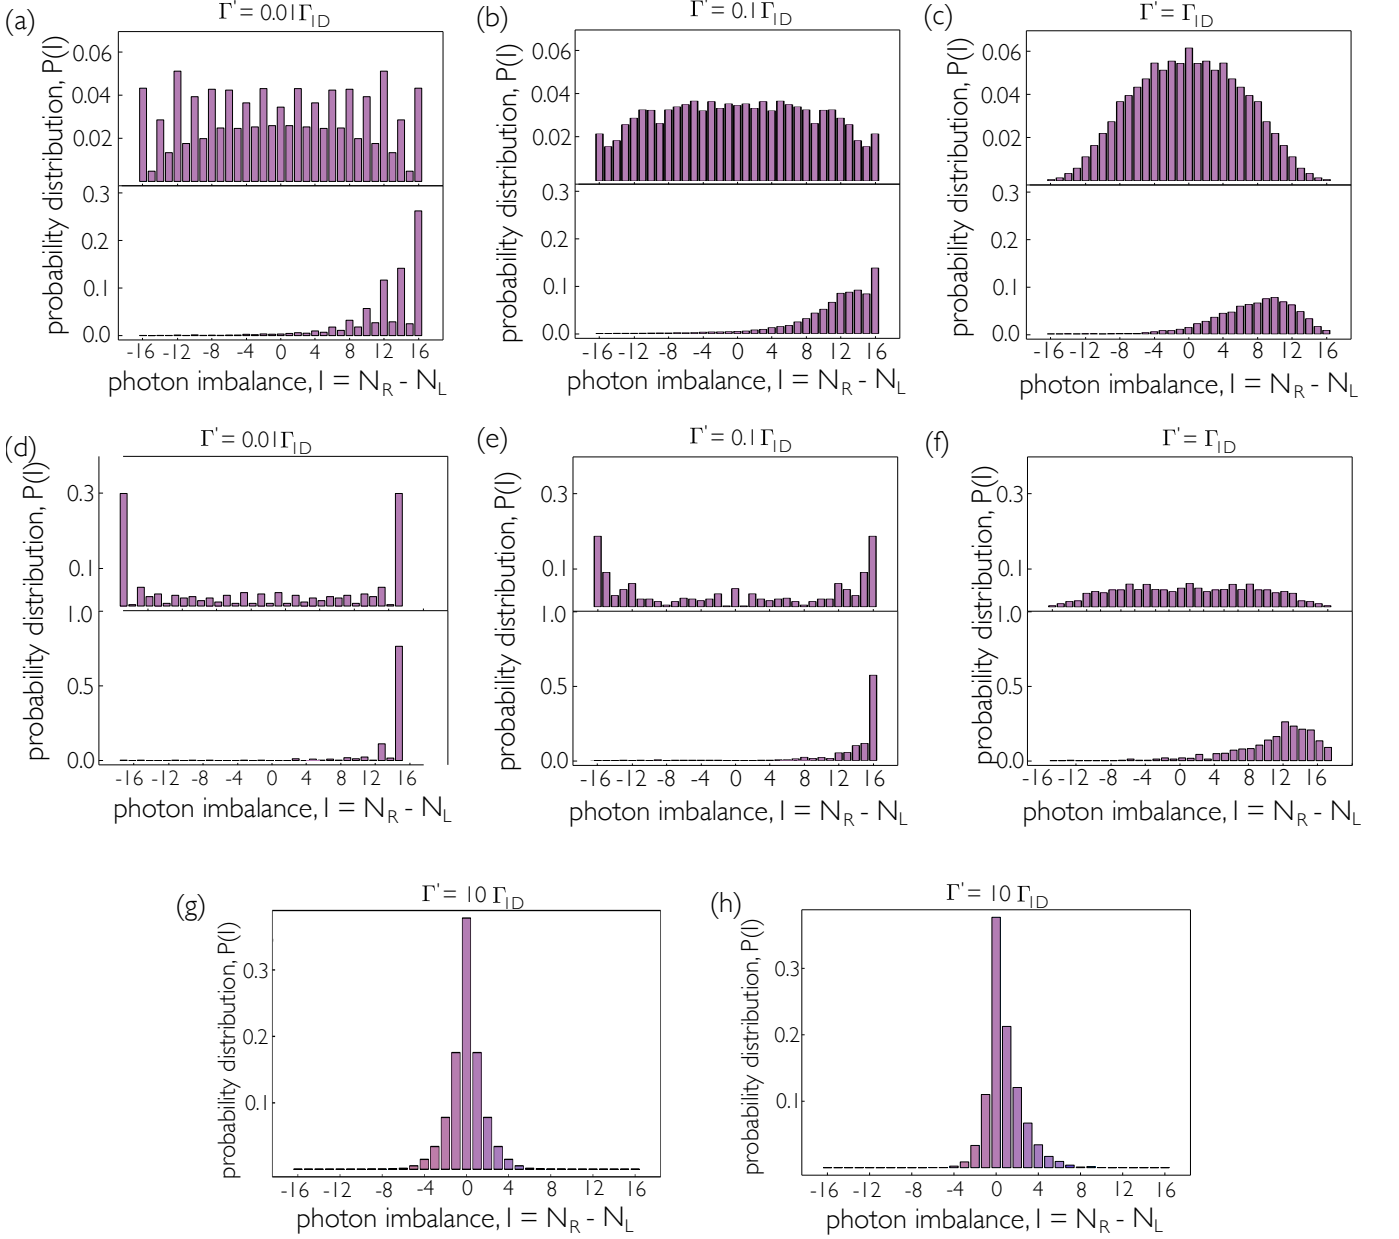 (a)
Γ' = 0.01Γ1D
probability distribution, P(I)
0.06
0.04
0.02
0.3
0.2
0.1
0.0
-16 -12 -8 -4 0 4 8 12 16
photon imbalance, I = NR - NL
(b)
Γ' = 0.1Γ1D
probability distribution, P(I)
0.06
0.04
0.02
0.3
0.2
0.1
0.0
-16 -12 -8 -4 0 4 8 12 16
photon imbalance, I = NR - NL
(c)
Γ' = Γ1D
probability distribution, P(I)
0.06
0.04
0.02
0.3
0.2
0.1
0.0
-16 -12 -8 -4 0 4 8 12 16
photon imbalance, I = NR - NL
(d)
Γ' = 0.01Γ1D
probability distribution, P(I)
0.3
0.1
1.0
0.5
0.0
-16 -12 -8 -4 0 4 8 12 16
photon imbalance, I = NR - NL
(e)
Γ' = 0.1Γ1D
probability distribution, P(I)
0.3
0.1
1.0
0.5
0.0
-16 -12 -8 -4 0 4 8 12 16
photon imbalance, I = NR - NL
(f)
Γ' = Γ1D
probability distribution, P(I)
0.3
0.1
1.0
0.5
0.0
-16 -12 -8 -4 0 4 8 12 16
photon imbalance, I = NR - NL
(g)
Γ' = 10 Γ1D
probability distribution, P(I)
0.3
0.2
0.1
-16 -12 -8 -4 0 4 8 12 16
photon imbalance, I = NR - NL
(h)
Γ' = 10 Γ1D
probability distribution, P(I)
0.3
0.2
0.1
-16 -12 -8 -4 0 4 8 12 16
photon imbalance, I = NR - NL